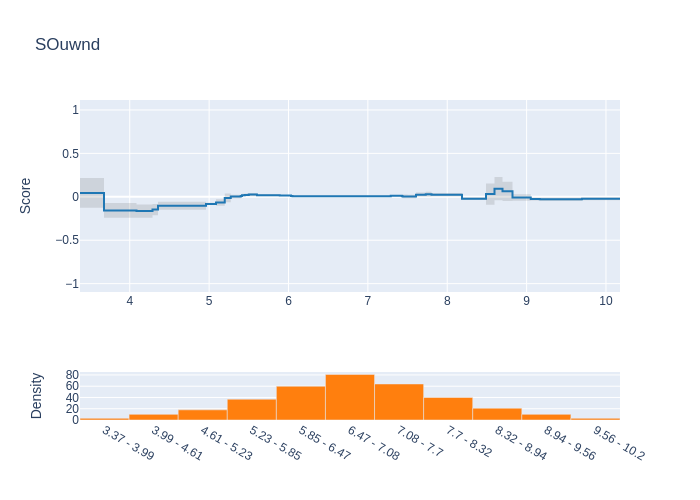 SOuwnd
1
0.5
0
−0.5
−1
Score
4 5 6 7 8 9 10
80
60
40
20
0
Density
3.37 - 3.99
3.99 - 4.61
4.61 - 5.23
5.23 - 5.85
5.85 - 6.47
6.47 - 7.08
7.08 - 7.7
7.7 - 8.32
8.32 - 8.94
8.94 - 9.56
9.56 - 10.2